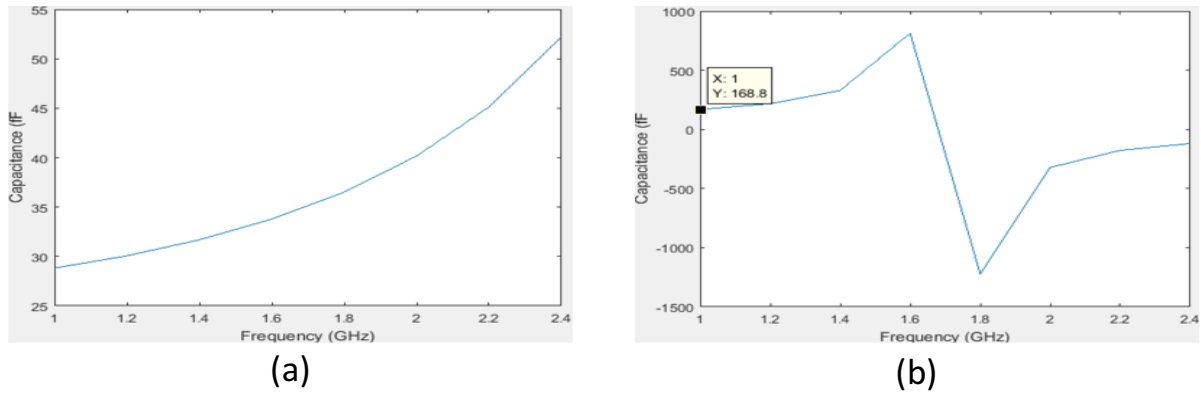 55
50
45
40
35
30
25
Capacitance (fF
1 1.2 1.4 1.6 1.8 2 2.2 2.4
Frequency (GHz)
(a)
1000
500
0
-500
-1000
-1500
Capacitance (fF
X: 1
Y: 168.8
1 1.2 1.4 1.6 1.8 2 2.2 2.4
Frequency (GHz)
(b)